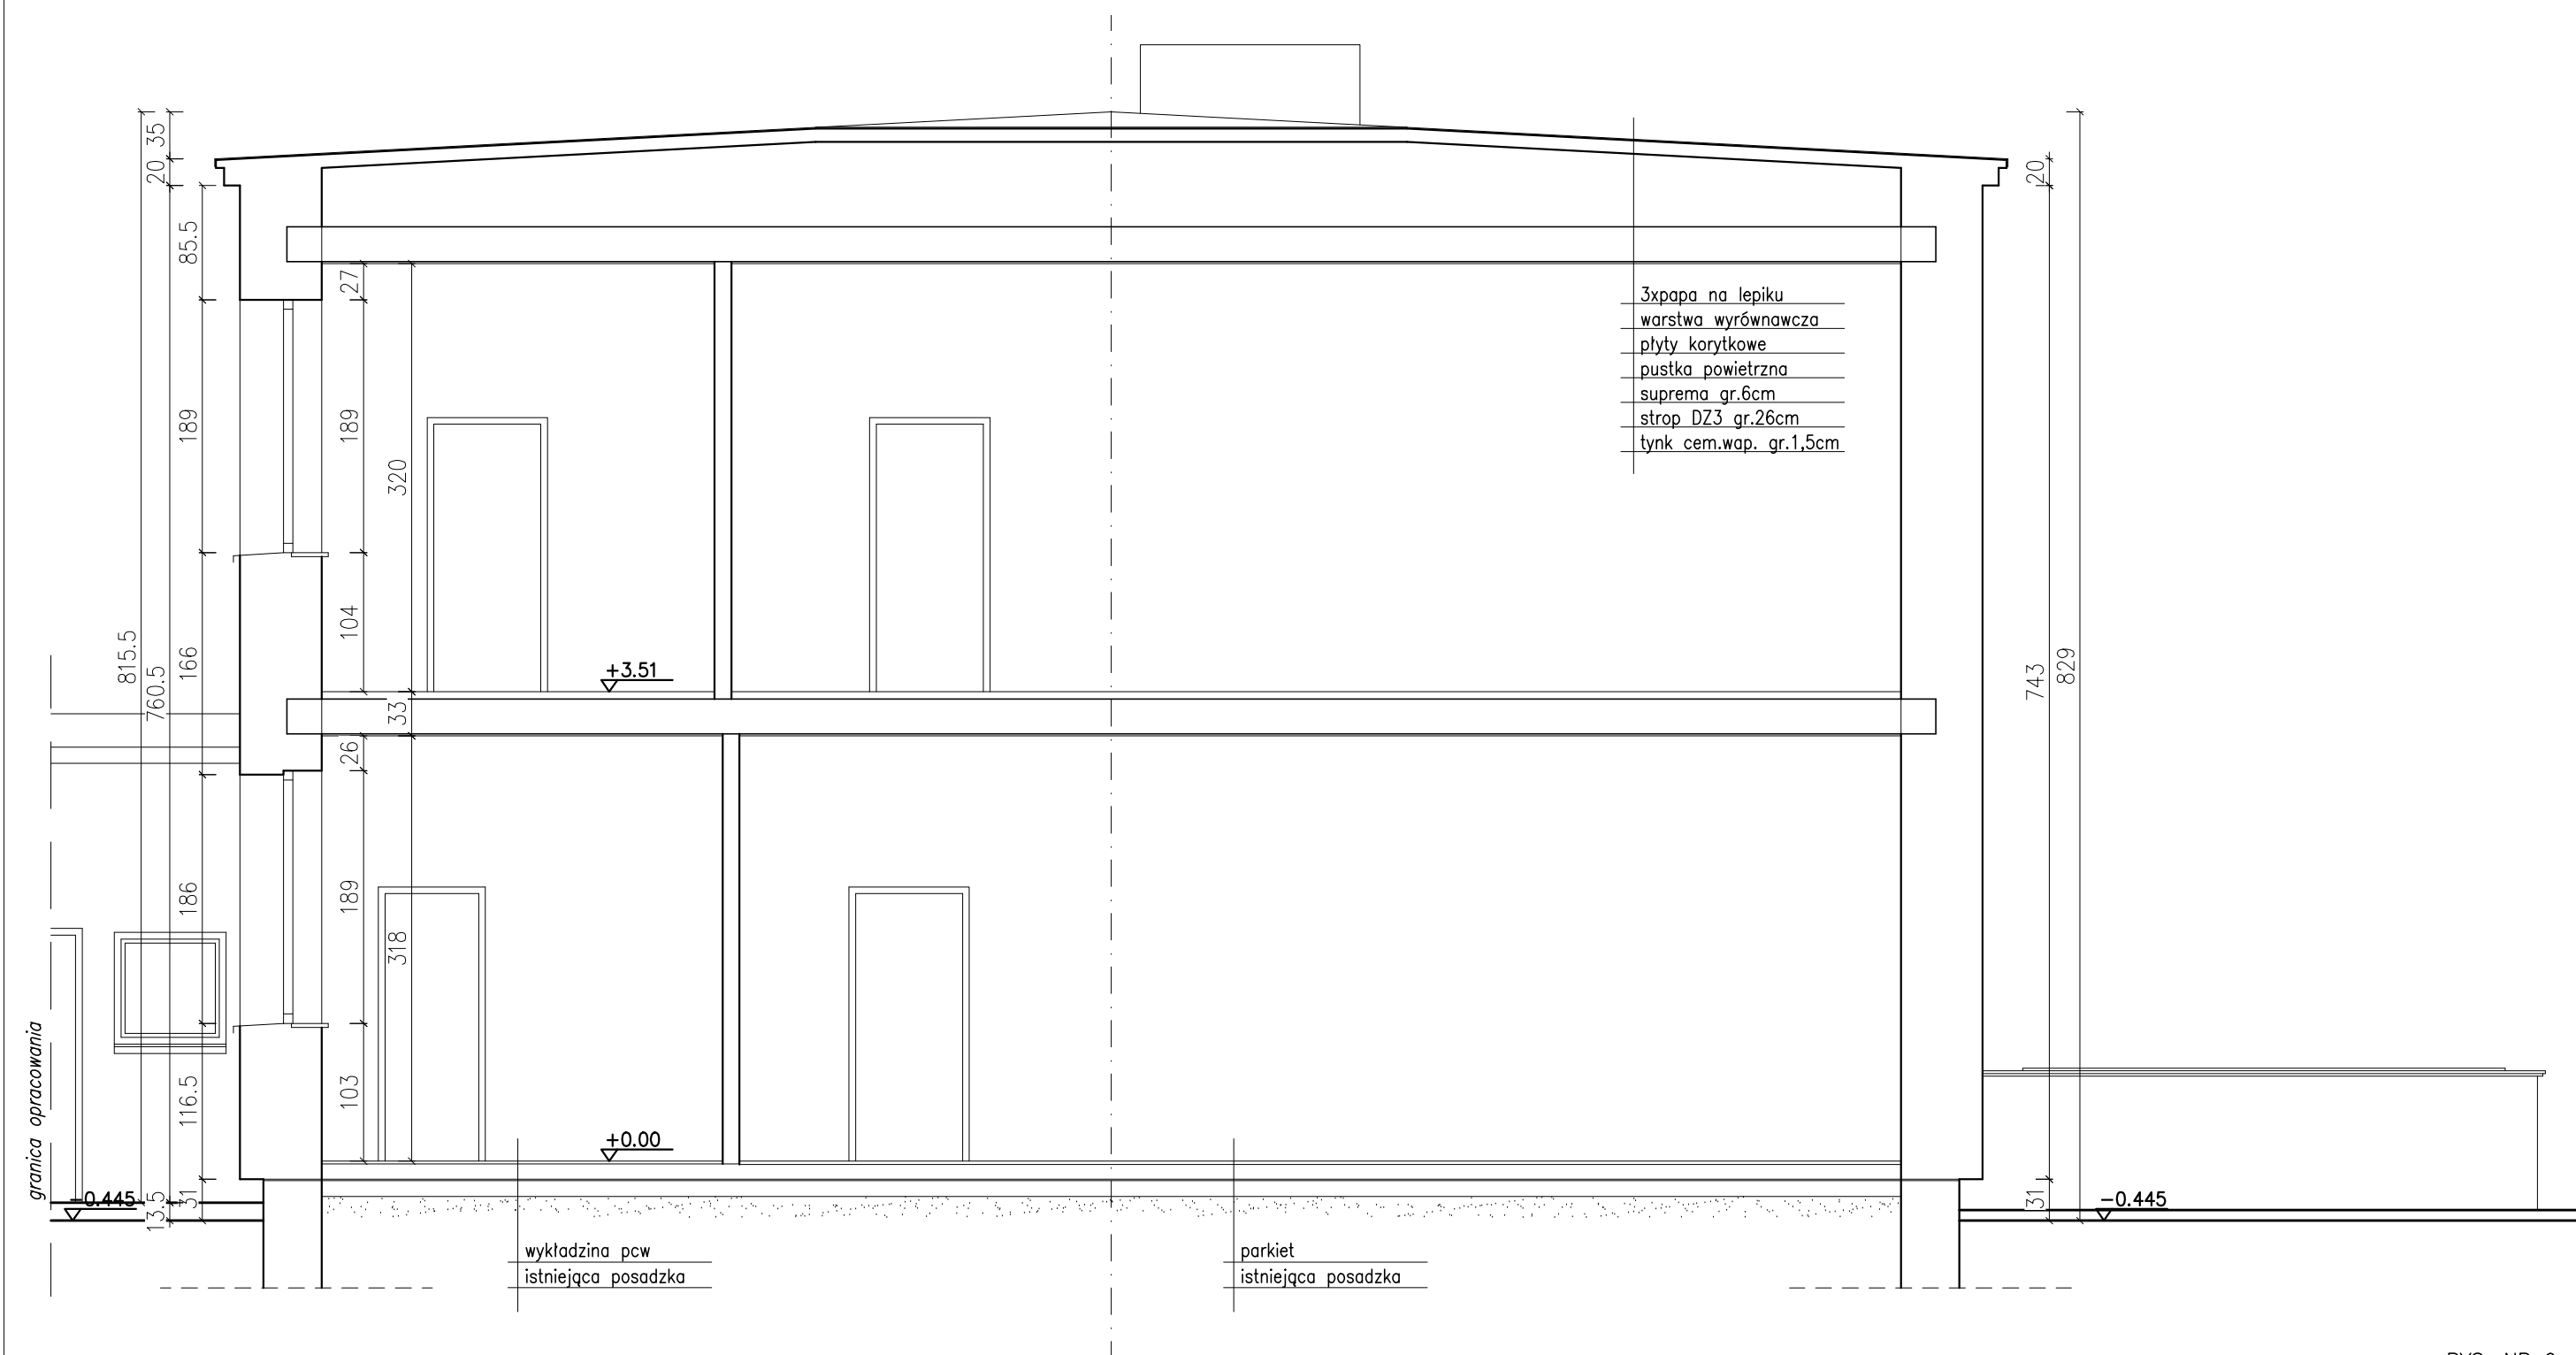 35
20
85.5
27
189
189
320
104
166
815.5
760.5
+3.51
33
26
186
189
318
116.5
103
+0.00
granica opracowania
-0.445
13.5
31
3xpapa na lepiku
warstwa wyrównawcza
płyty korytkowe
pustka powietrzna
suprema gr.6cm
strop DZ3 gr.26cm
tynk cem.wap. gr.1,5cm
20
743
829
31
-0.445
wykładzina pcw
istniejąca posadzka
parkiet
istniejąca posadzka